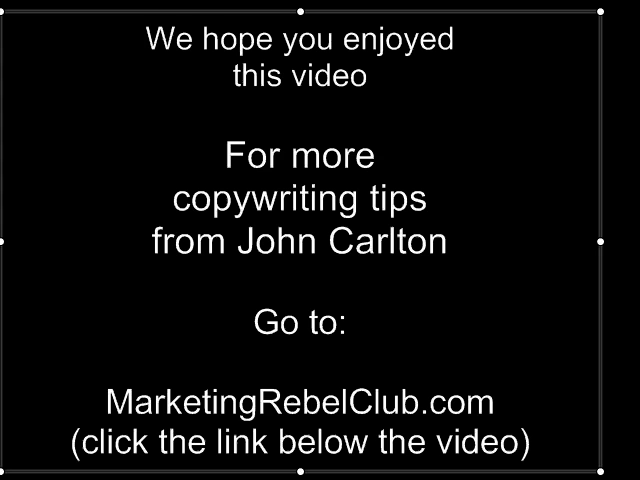 We hope you enjoyed
this video
For more
copywriting tips
from John Carlton
Go to:
MarketingRebelClub.com
(click the link below the video)